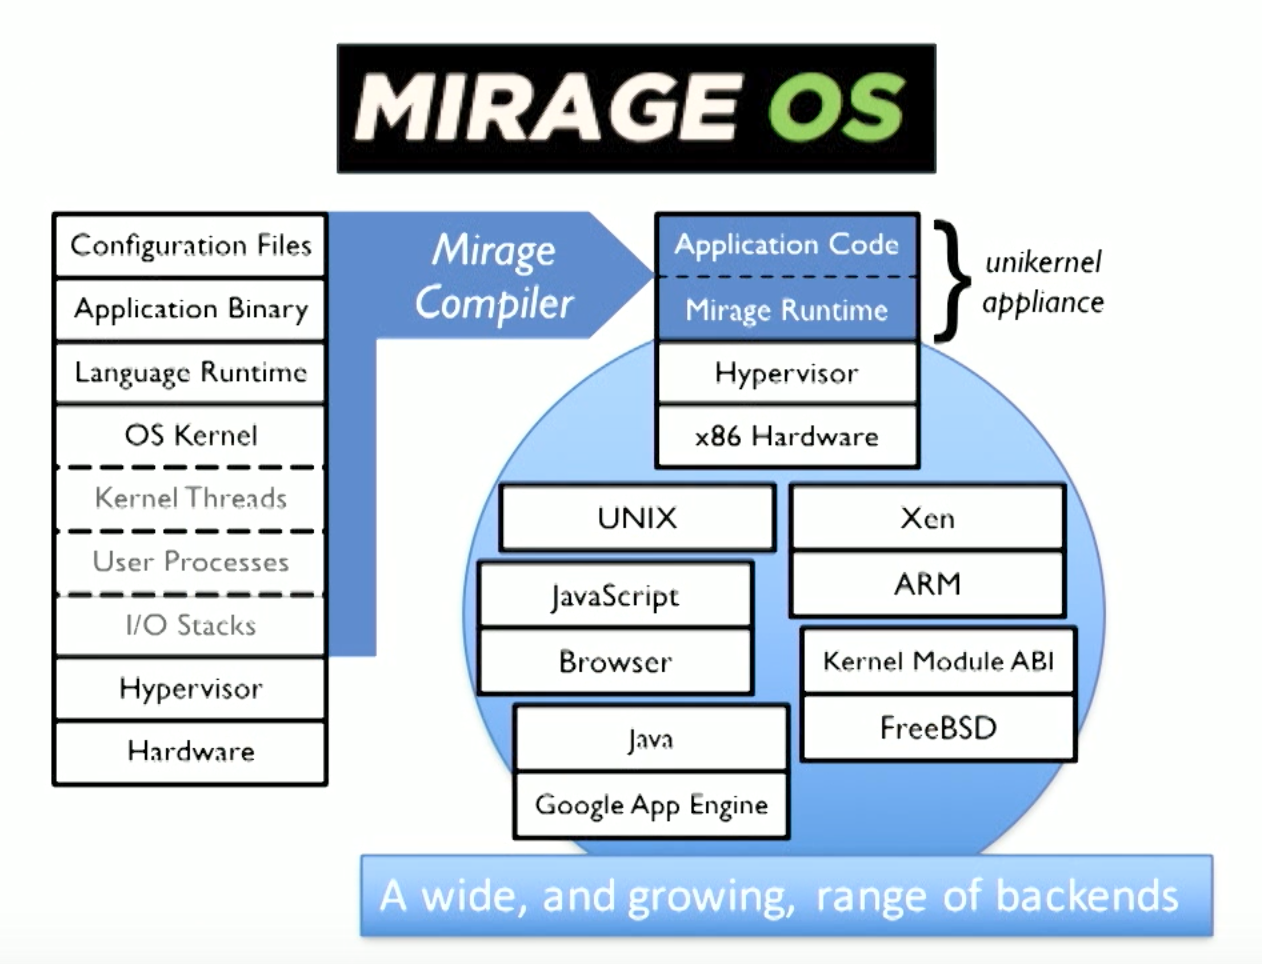 MIRAGE OS
Configuration Files
Application Binary
Language Runtime
OS Kernel
Kernel Threads
User Processes
I/O Stacks
Hypervisor
Hardware
Mirage
Compiler
Application Code
Mirage Runtime
Hypervisor
x86 Hardware
unikernel
appliance
UNIX
Xen
ARM
JavaScript
Browser
Kernel Module ABI
FreeBSD
Java
Google App Engine
A wide, and growing, range of backends